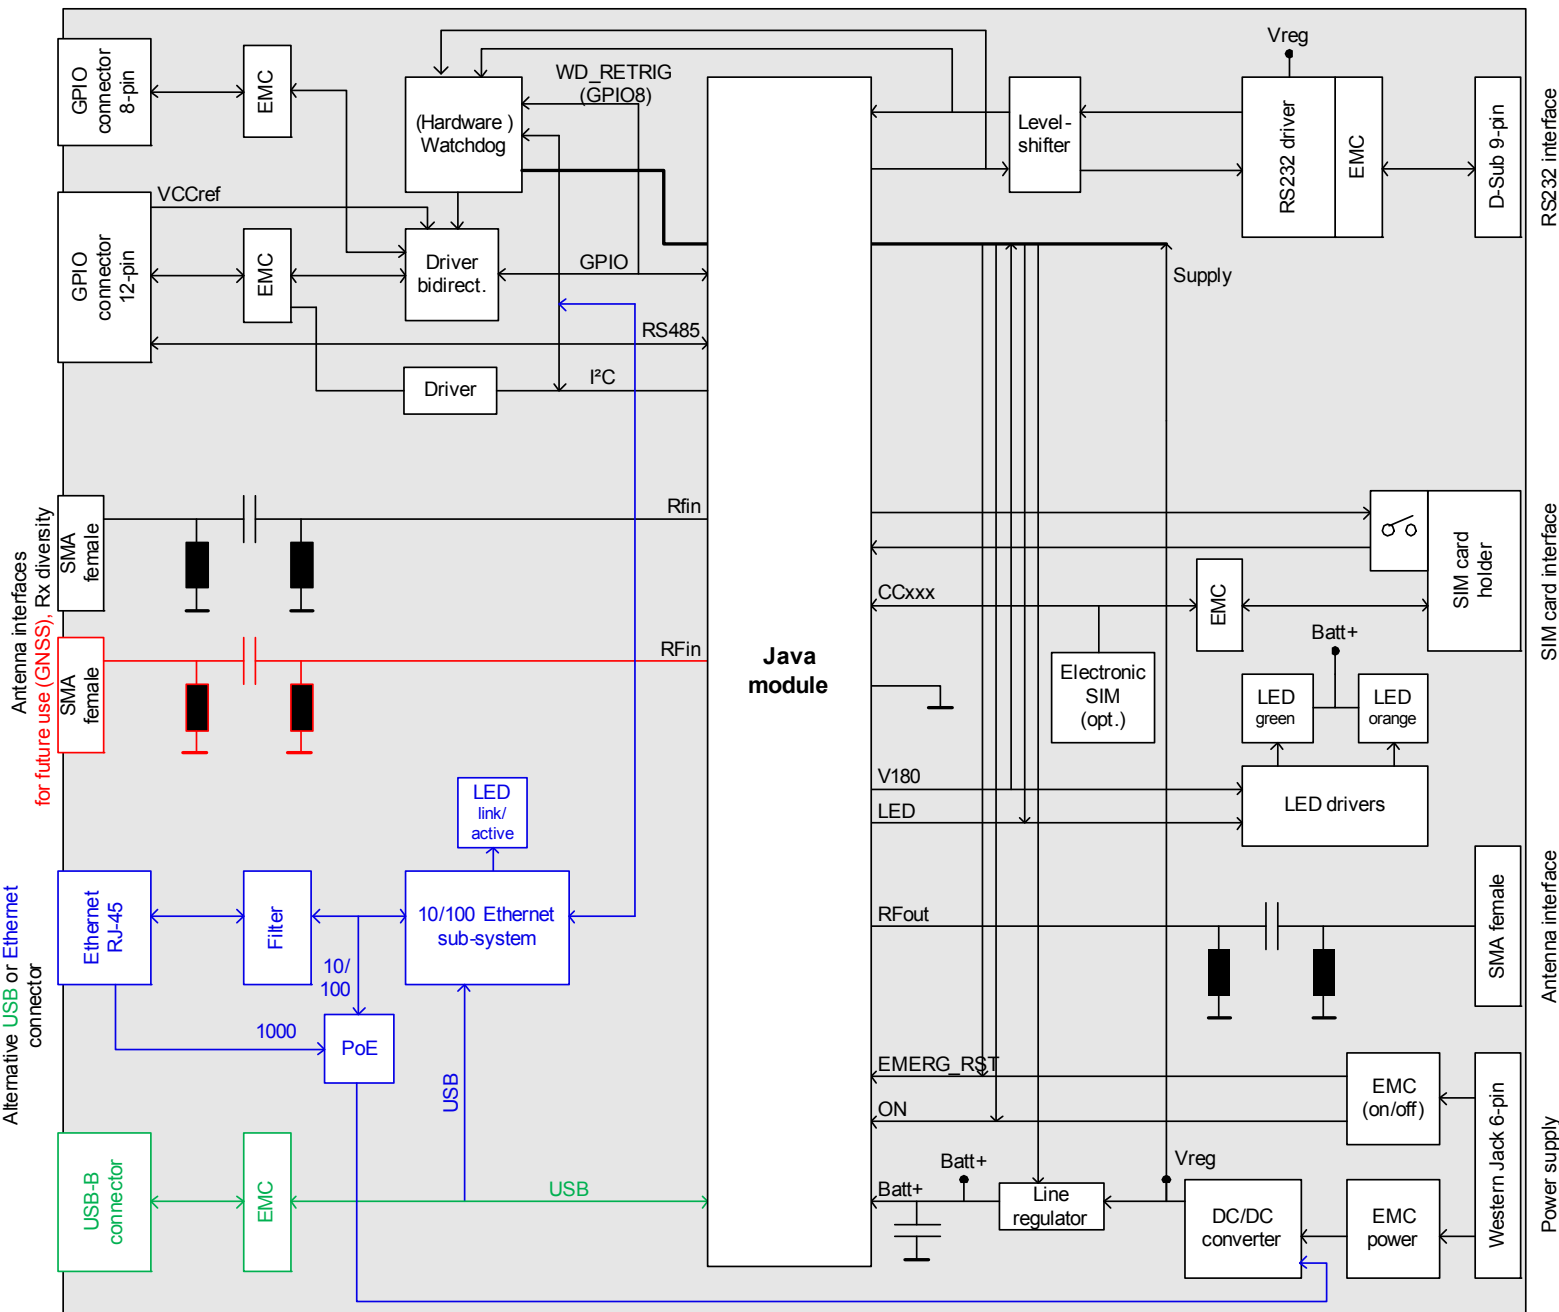 GPIO
connector
8-pin
EMC
(Hardware )
Watchdog
WD_RETRIG
(GPIO8)
Level-
shifter
Vreg
RS232 driver
EMC
D-Sub 9-pin
RS232 interface
VCCref
GPIO
connector
12-pin
EMC
Driver
bidirect.
GPIO
RS485
Driver
I²C
Supply
Antenna interfaces
for future use (GNSS), Rx diversity
SMA
female
Rfin
SMA
female
RFin
Java
module
CCxxx
EMC
SIM card
holder
SIM card interface
Electronic
SIM
(opt.)
Batt+
LED
green
LED
orange
V180
LED
LED drivers
LED
link/
active
Alternative USB or Ethernet
connector
Ethernet
RJ-45
Filter
10/100 Ethernet
sub-system
10/
100
1000
PoE
USB
RFout
SMA female
Antenna interface
EMERG_RST
ON
EMC
(on/off)
Western Jack 6-pin
Power supply
USB-B
connector
EMC
USB
Batt+
Batt+
Line
regulator
Vreg
DC/DC
converter
EMC
power